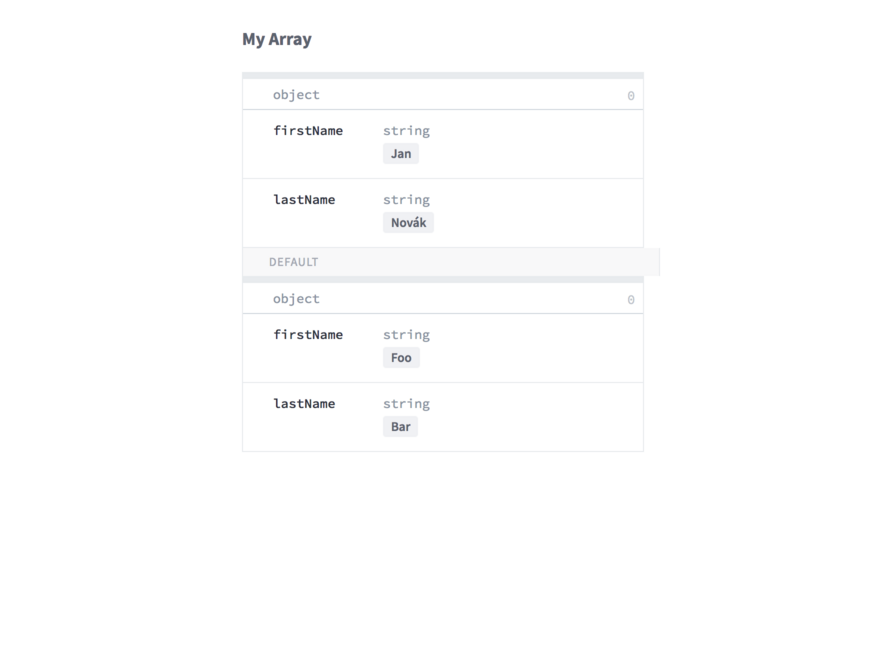 My Array
object 0
firstName string
Jan
lastName string
Novák
DEFAULT
object 0
firstName string
Foo
lastName string
Bar